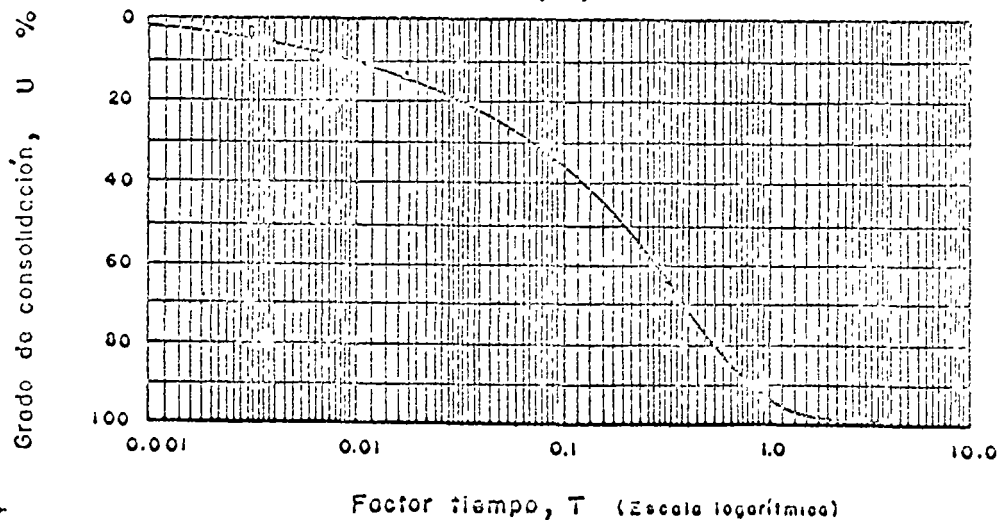 Grado de consolidación, U %
0
20
40
60
80
100
0.001 0.01 0.1 1.0 10.0
Factor tiempo, T (Escala logarítmica)